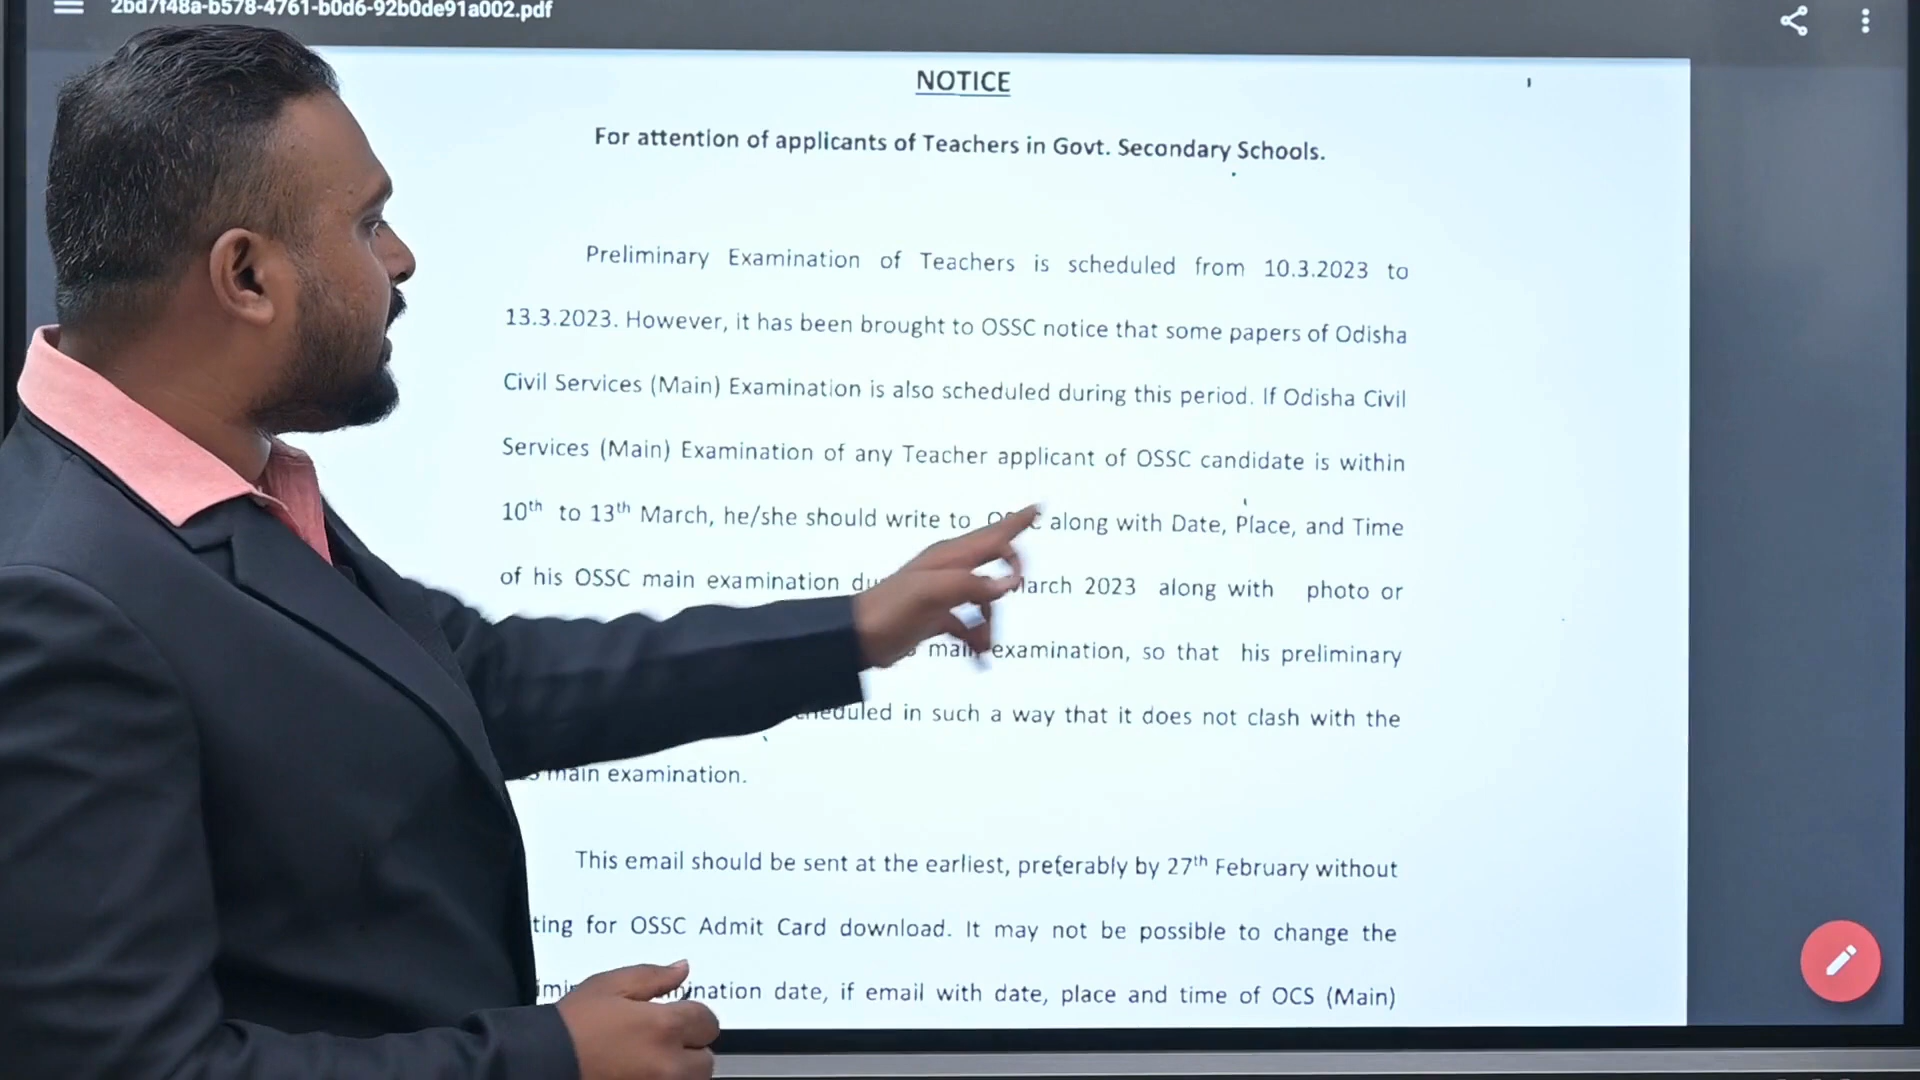 2bd7f48a-b578-4761-b0d6-92b0de91a002.pdf
NOTICE
For attention of applicants of Teachers in Govt. Secondary Schools.
Preliminary Examination of Teachers is scheduled from 10.3.2023 to
13.3.2023. However, it has been brought to OSSC notice that some papers of Odisha
Civil Services (Main) Examination is also scheduled during this period. If Odisha Civil
Services (Main) Examination of any Teacher applicant of OSSC candidate is within
10th to 13th March, he/she should write to OSSC along with Date, Place, and Time
of his OSSC main examination March 2023 along with photo or
main examination, so that his preliminary
in such a way that it does not clash with the
main examination.
This email should be sent at the earliest, preferably by 27th February without
for OSSC Admit Card download. It may not be possible to change the
date, if email with date, place and time of OCS (Main)